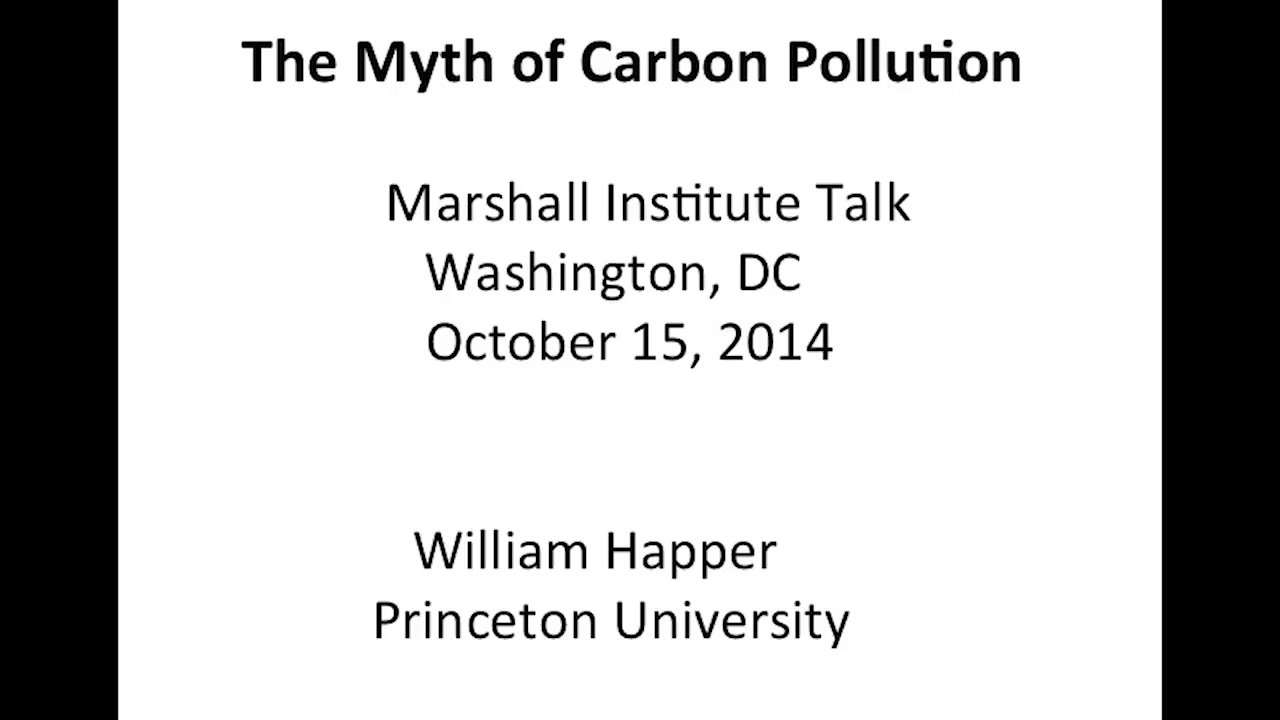 The Myth of Carbon Pollution
Marshall Institute Talk
Washington, DC
October 15, 2014
William Happer
Princeton University